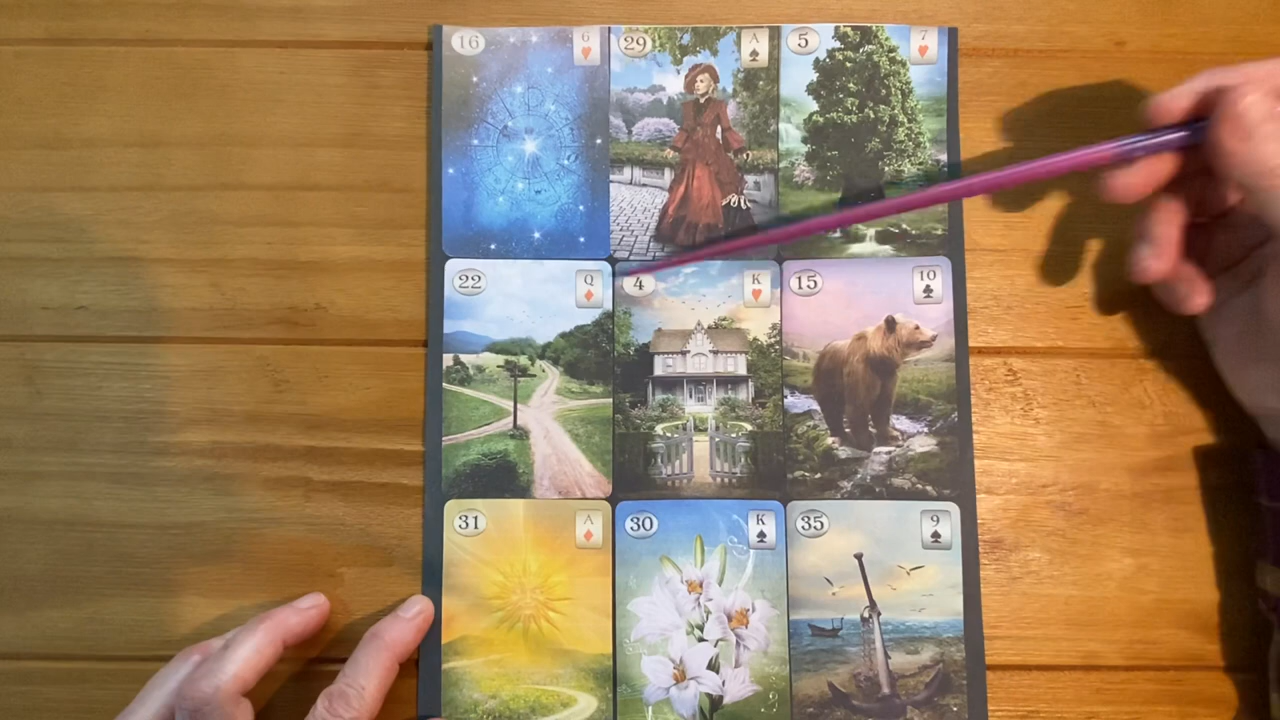 16 6♥ 29 A♠ 5 7♥
22 Q♦ 4 K♥ 15 10♣
31 A♦ 30 K♠ 35 9♠